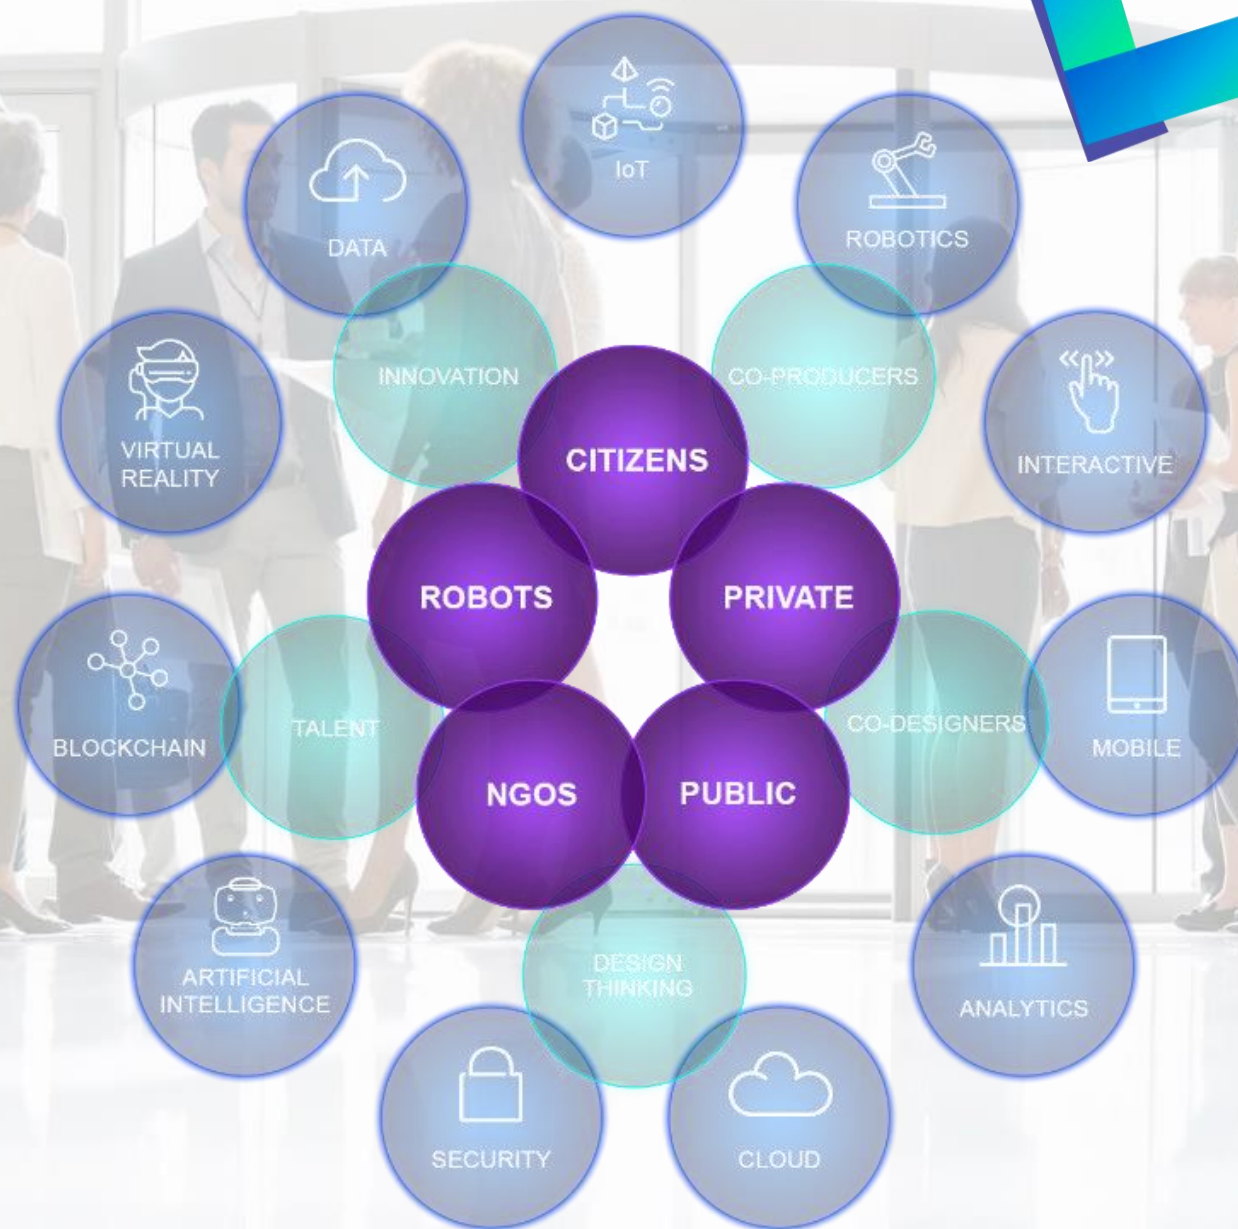 IoT
DATA
ROBOTICS
INNOVATION
CO-PRODUCERS
VIRTUAL
REALITY
CITIZENS
INTERACTIVE
ROBOTS
PRIVATE
BLOCKCHAIN
TALENT
CO-DESIGNERS
MOBILE
NGOS
PUBLIC
ARTIFICIAL
INTELLIGENCE
DESIGN
THINKING
ANALYTICS
SECURITY
CLOUD